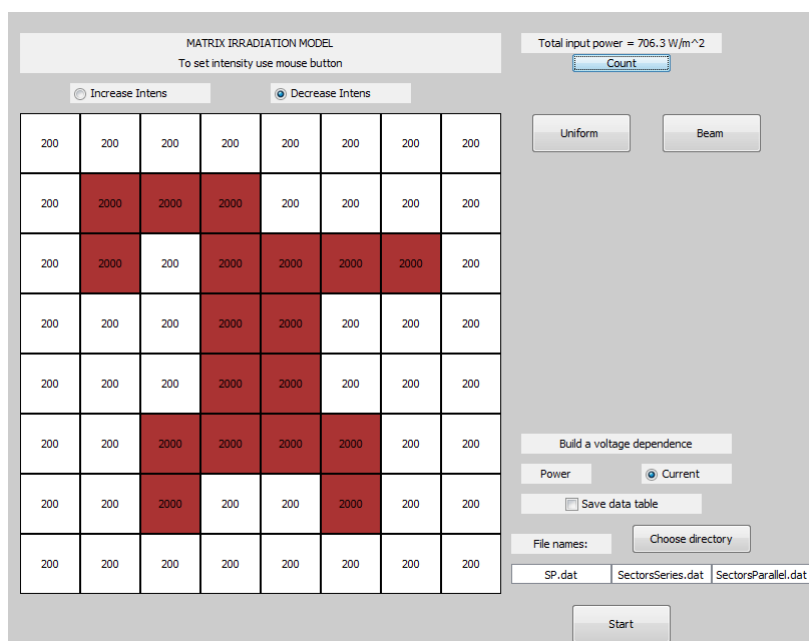 MATRIX IRRADIATION MODEL
To set intensity use mouse button
Total input power = 706.3 W/m^2
Count
Increase Intens
Decrease Intens
Uniform
Beam
200 200 200 200 200 200 200 200
200 2000 2000 2000 200 200 200 200
200 2000 200 2000 2000 2000 2000 200
200 200 200 2000 2000 200 200 200
200 200 200 2000 2000 200 200 200
200 200 2000 2000 2000 2000 200 200
200 200 2000 200 200 2000 200 200
200 200 200 200 200 200 200 200
Build a voltage dependence
Power
Current
Save data table
File names:
Choose directory
SP.dat
SectorsSeries.dat
SectorsParallel.dat
Start